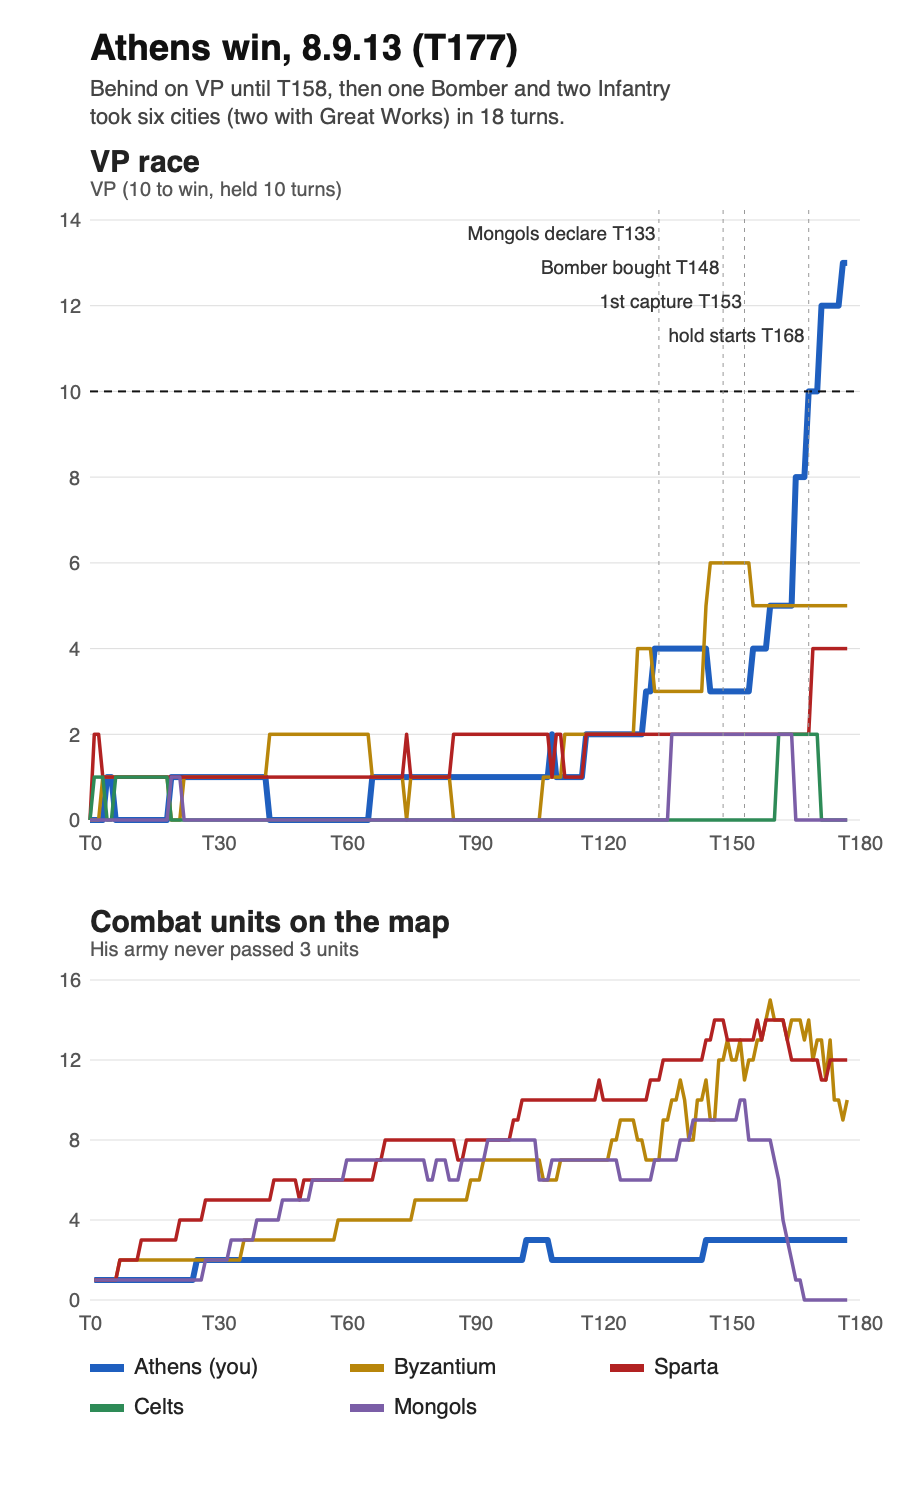 Athens win, 8.9.13 (T177)
Behind on VP until T158, then one Bomber and two Infantry
took six cities (two with Great Works) in 18 turns.
VP race
VP (10 to win, held 10 turns)
14
Mongols declare T133
Bomber bought T148
1st capture T153
12
hold starts T168
10
8
6
4
2
0
T0 T30 T60 T90 T120 T150 T180
Combat units on the map
His army never passed 3 units
16
12
8
4
0
T0 T30 T60 T90 T120 T150 T180
Athens (you) Byzantium Sparta
Celts Mongols